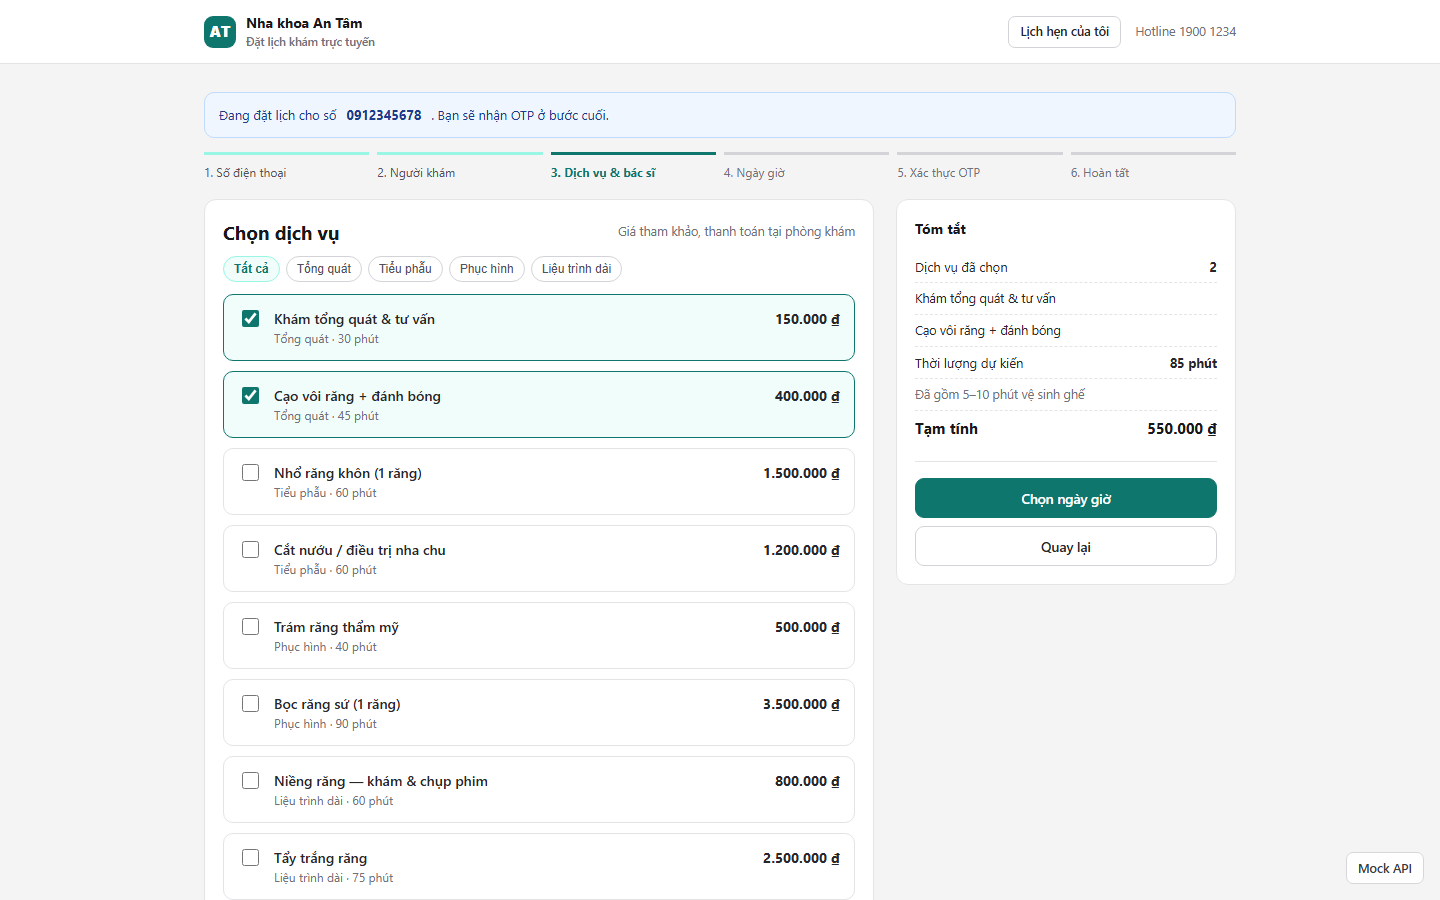 AT
Nha khoa An Tâm
Đặt lịch khám trực tuyến
Lịch hẹn của tôi
Hotline 1900 1234
Đang đặt lịch cho số 0912345678 . Bạn sẽ nhận OTP ở bước cuối.
1. Số điện thoại
2. Người khám
3. Dịch vụ & bác sĩ
4. Ngày giờ
5. Xác thực OTP
6. Hoàn tất
Chọn dịch vụ
Giá tham khảo, thanh toán tại phòng khám
Tất cả
Tổng quát
Tiểu phẫu
Phục hình
Liệu trình dài
Khám tổng quát & tư vấn
150.000 ₫
Tổng quát · 30 phút
Cạo vôi răng + đánh bóng
400.000 ₫
Tổng quát · 45 phút
Nhổ răng khôn (1 răng)
1.500.000 ₫
Tiểu phẫu · 60 phút
Cắt nướu / điều trị nha chu
1.200.000 ₫
Tiểu phẫu · 60 phút
Trám răng thẩm mỹ
500.000 ₫
Phục hình · 40 phút
Bọc răng sứ (1 răng)
3.500.000 ₫
Phục hình · 90 phút
Niềng răng — khám & chụp phim
800.000 ₫
Liệu trình dài · 60 phút
Tẩy trắng răng
2.500.000 ₫
Liệu trình dài · 75 phút
Tóm tắt
Dịch vụ đã chọn
2
Khám tổng quát & tư vấn
Cạo vôi răng + đánh bóng
Thời lượng dự kiến
85 phút
Đã gồm 5–10 phút vệ sinh ghế
Tạm tính
550.000 ₫
Chọn ngày giờ
Quay lại
Mock API